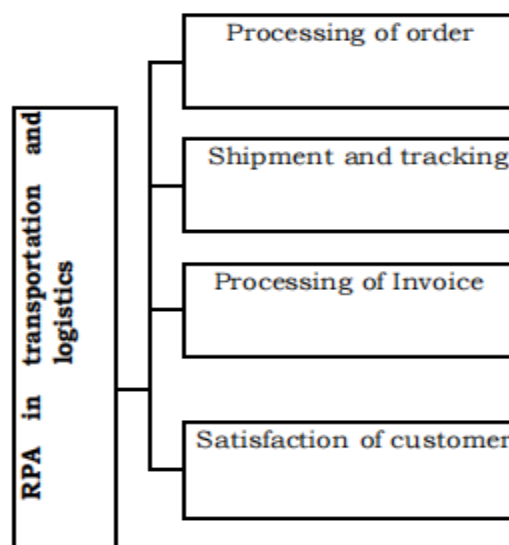 Processing of order
Shipment and tracking
Processing of Invoice
Satisfaction of customer
RPA in transportation and
logistics